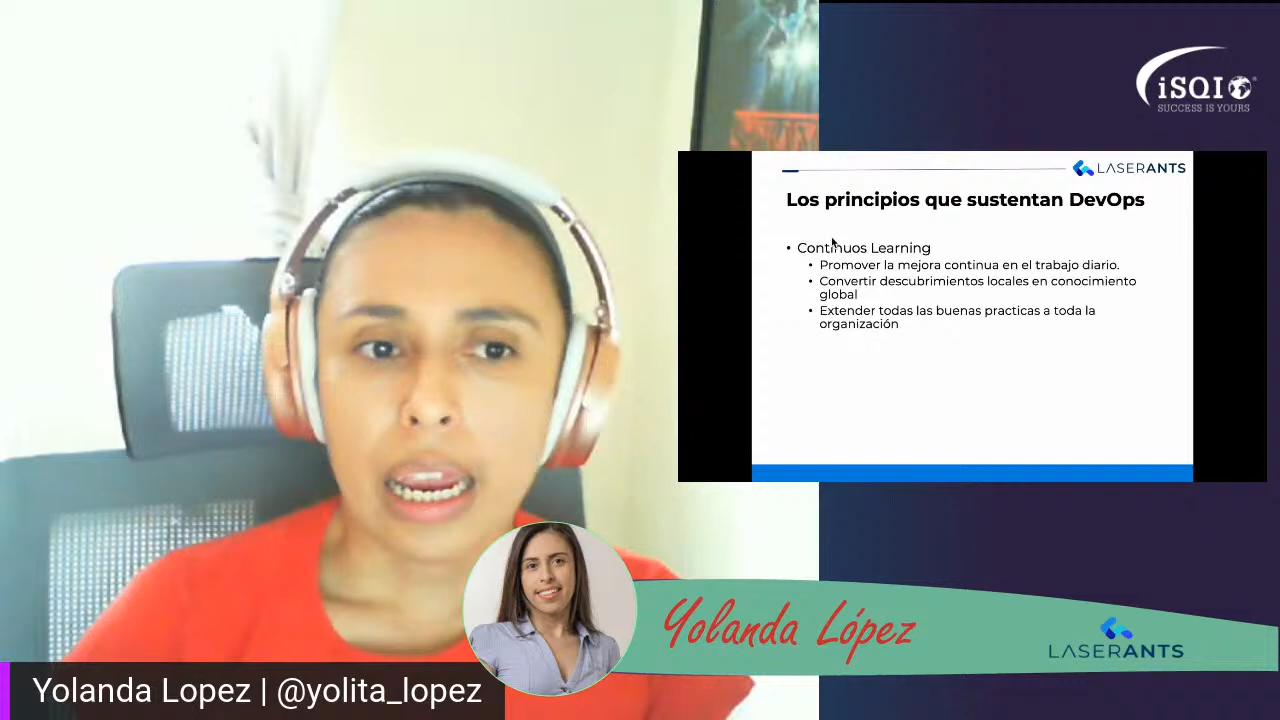 iSQI
SUCCESS IS YOURS
LASERANTS
Los principios que sustentan DevOps
• Continuos Learning
• Promover la mejora continua en el trabajo diario.
• Convertir descubrimientos locales en conocimiento
global
• Extender todas las buenas practicas a toda la
organización
Yolanda López
LASERANTS
Yolanda Lopez | @yolita_lopez